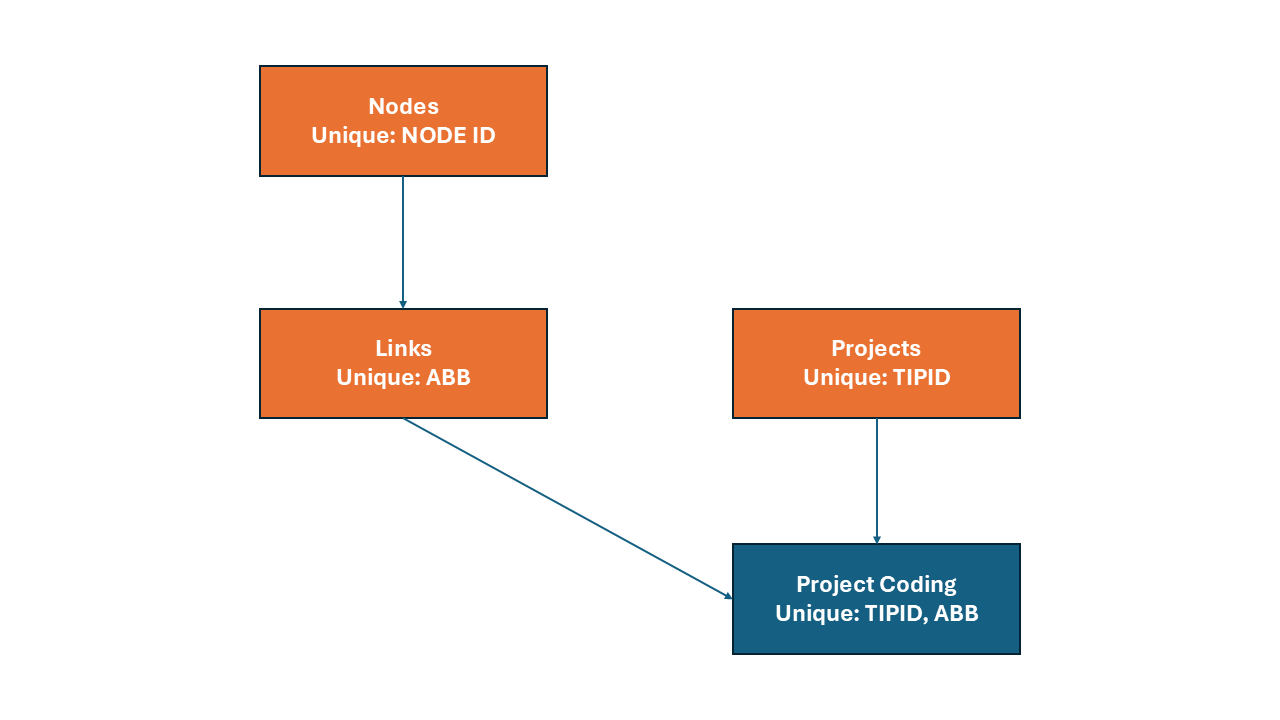 Nodes
Unique: NODE ID
Links
Unique: ABB
Projects
Unique: TIPID
Project Coding
Unique: TIPID, ABB